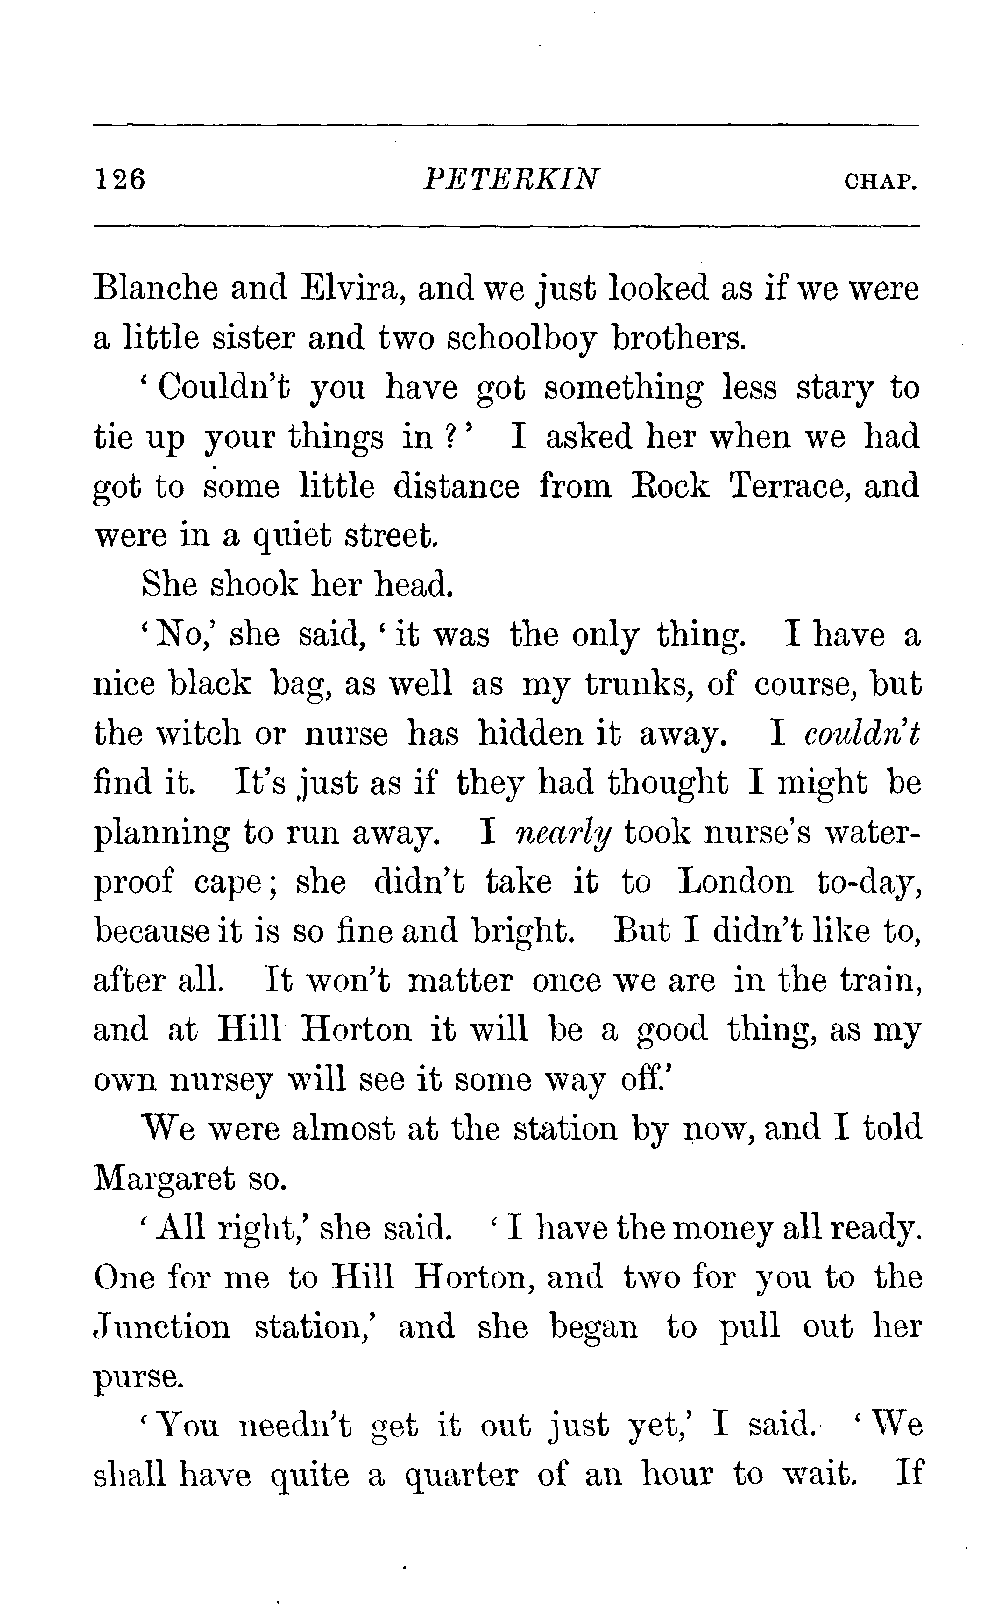 126 PETERKIN CHAP.
Blanche and Elvira, and we just looked as if we were
a little sister and two schoolboy brothers.
‘Couldn’t you have got something less stary to
tie up your things in?’ I asked her when we had
got to some little distance from Rock Terrace, and
were in a quiet street.
She shook her head.
‘No,’ she said, ‘it was the only thing. I have a
nice black bag, as well as my trunks, of course, but
the witch or nurse has hidden it away. I couldn’t
find it. It’s just as if they had thought I might be
planning to run away. I nearly took nurse’s water-
proof cape; she didn’t take it to London to-day,
because it is so fine and bright. But I didn’t like to,
after all. It won’t matter once we are in the train,
and at Hill Horton it will be a good thing, as my
own nursey will see it some way off.’
We were almost at the station by now, and I told
Margaret so.
‘All right,’ she said. ‘I have the money all ready.
One for me to Hill Horton, and two for you to the
Junction station,’ and she began to pull out her
purse.
‘You needn’t get it out just yet,’ I said. ‘We
shall have quite a quarter of an hour to wait. If